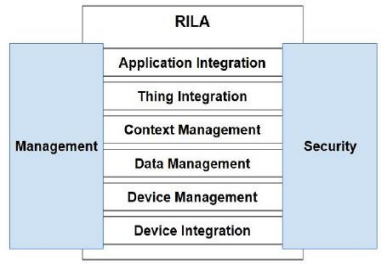 RILA
Application Integration
Thing Integration
Context Management
Management
Data Management
Security
Device Management
Device Integration